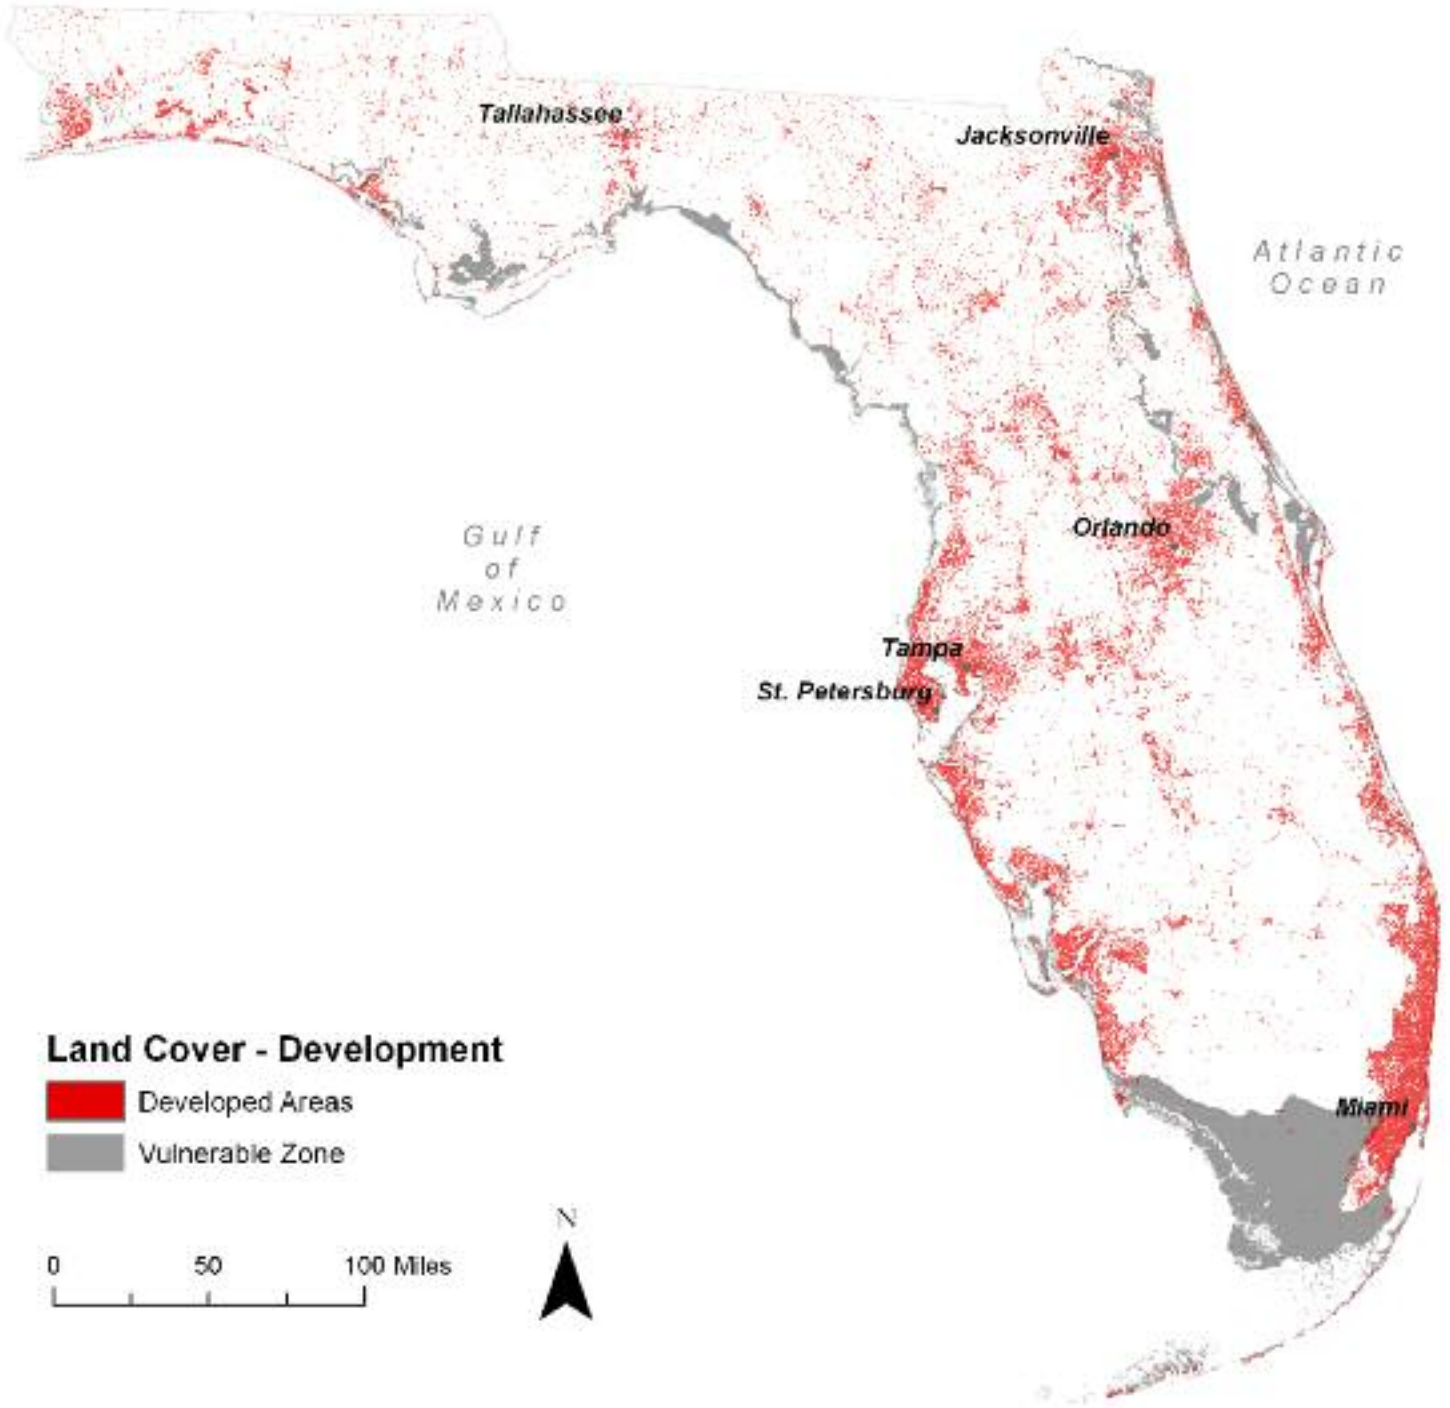 Tallahassee
Jacksonville
Atlantic
Ocean
Gulf
of
Mexico
Orlando
Tampa
St. Petersburg
Miami
Land Cover - Development
Developed Areas
Vulnerable Zone
N
0 50 100 Miles